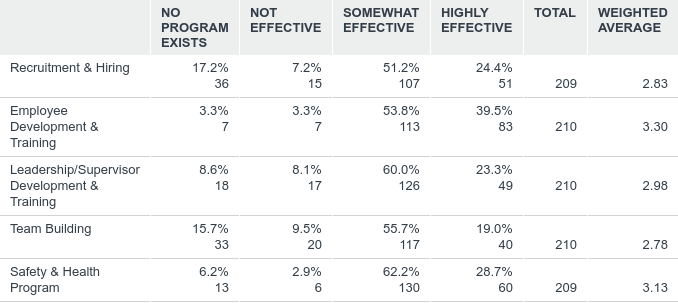 NO PROGRAM EXISTS NOT EFFECTIVE SOMEWHAT EFFECTIVE HIGHLY EFFECTIVE TOTAL WEIGHTED AVERAGE
Recruitment & Hiring 17.2% 7.2% 51.2% 24.4%
36 15 107 51 209 2.83
Employee 3.3% 3.3% 53.8% 39.5%
Development & 7 7 113 83 210 3.30
Training
Leadership/Supervisor 8.6% 8.1% 60.0% 23.3%
Development & 18 17 126 49 210 2.98
Training
Team Building 15.7% 9.5% 55.7% 19.0%
33 20 117 40 210 2.78
Safety & Health 6.2% 2.9% 62.2% 28.7%
Program 13 6 130 60 209 3.13